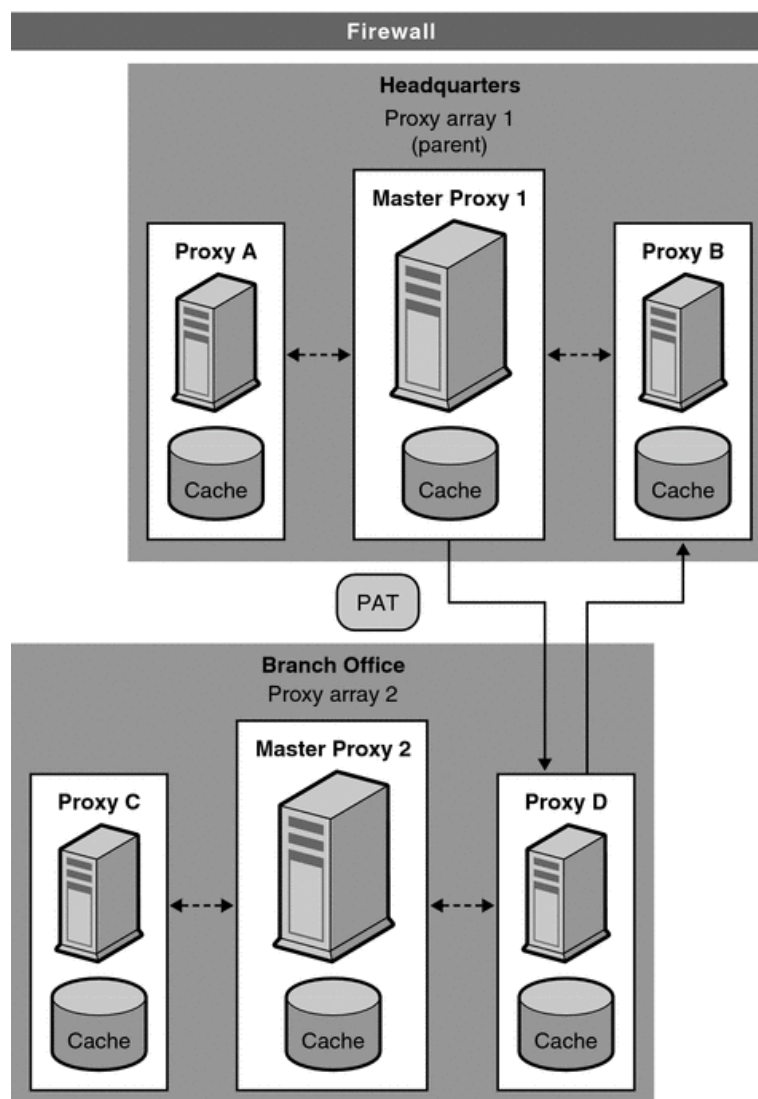 Firewall
Headquarters
Proxy array 1
(parent)
Master Proxy 1
Proxy A
Proxy B
Cache
Cache
Cache
PAT
Branch Office
Proxy array 2
Master Proxy 2
Proxy C
Proxy D
Cache
Cache
Cache